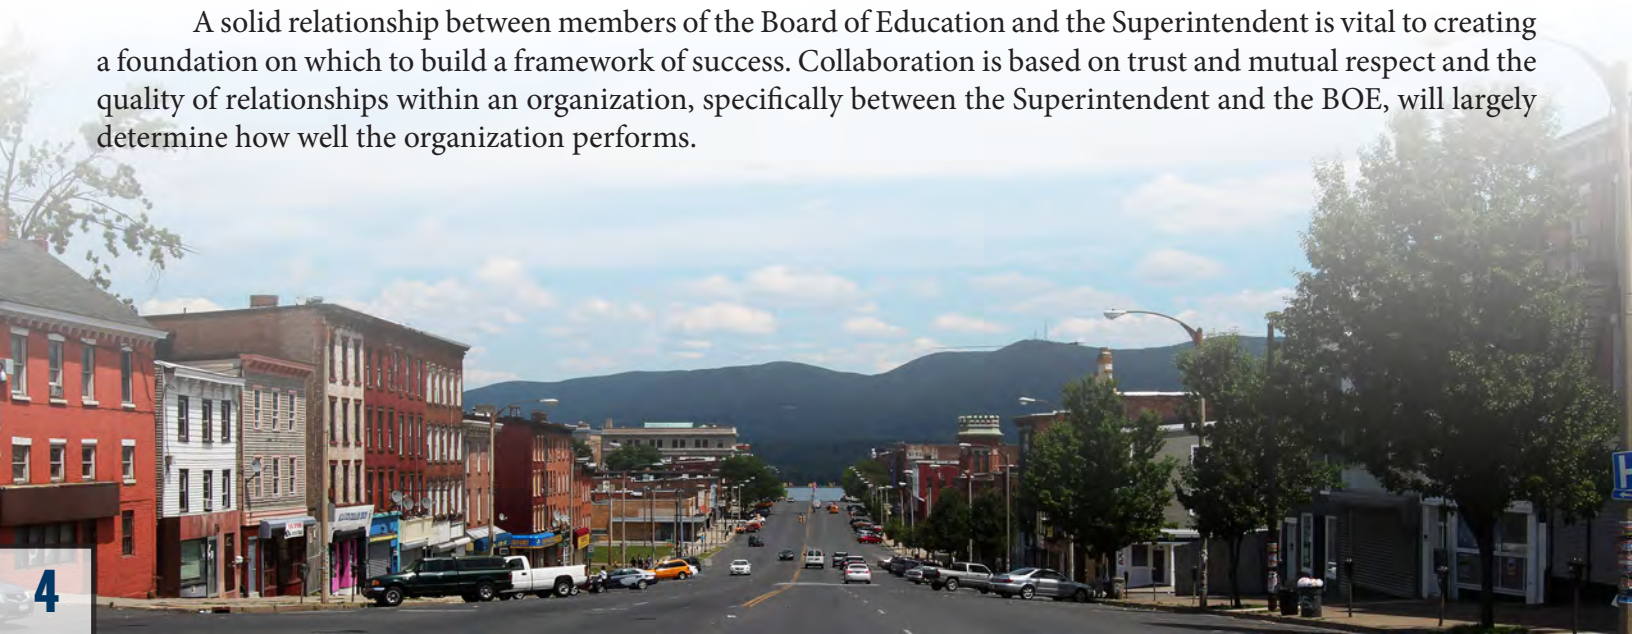 A solid relationship between members of the Board of Education and the Superintendent is vital to creating
a foundation on which to build a framework of success. Collaboration is based on trust and mutual respect and the
quality of relationships within an organization, specifically between the Superintendent and the BOE, will largely
determine how well the organization performs.
H
4